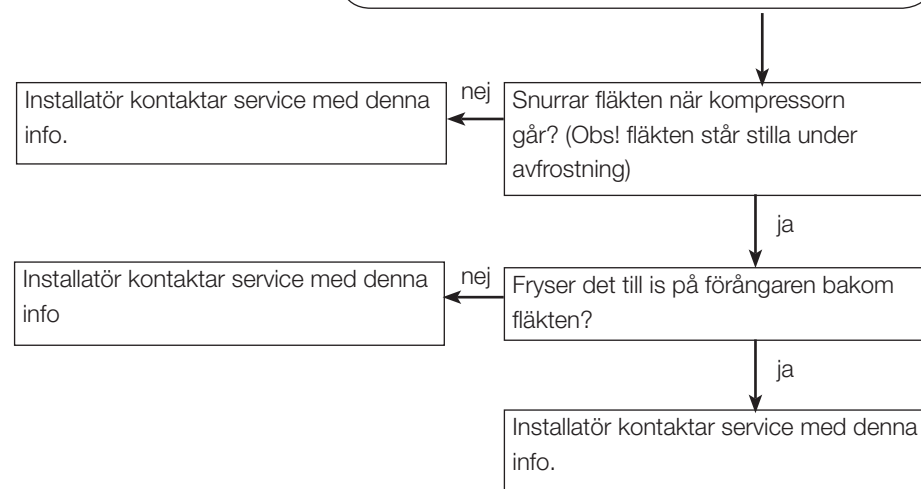 Installatör kontaktar service med denna
info.
nej
Snurrar fläkten när kompressorn
går? (Obs! fläkten står stilla under
avfrostning)
ja
Installatör kontaktar service med denna
info
nej
Fryser det till is på förångaren bakom
fläkten?
ja
Installatör kontaktar service med denna
info.